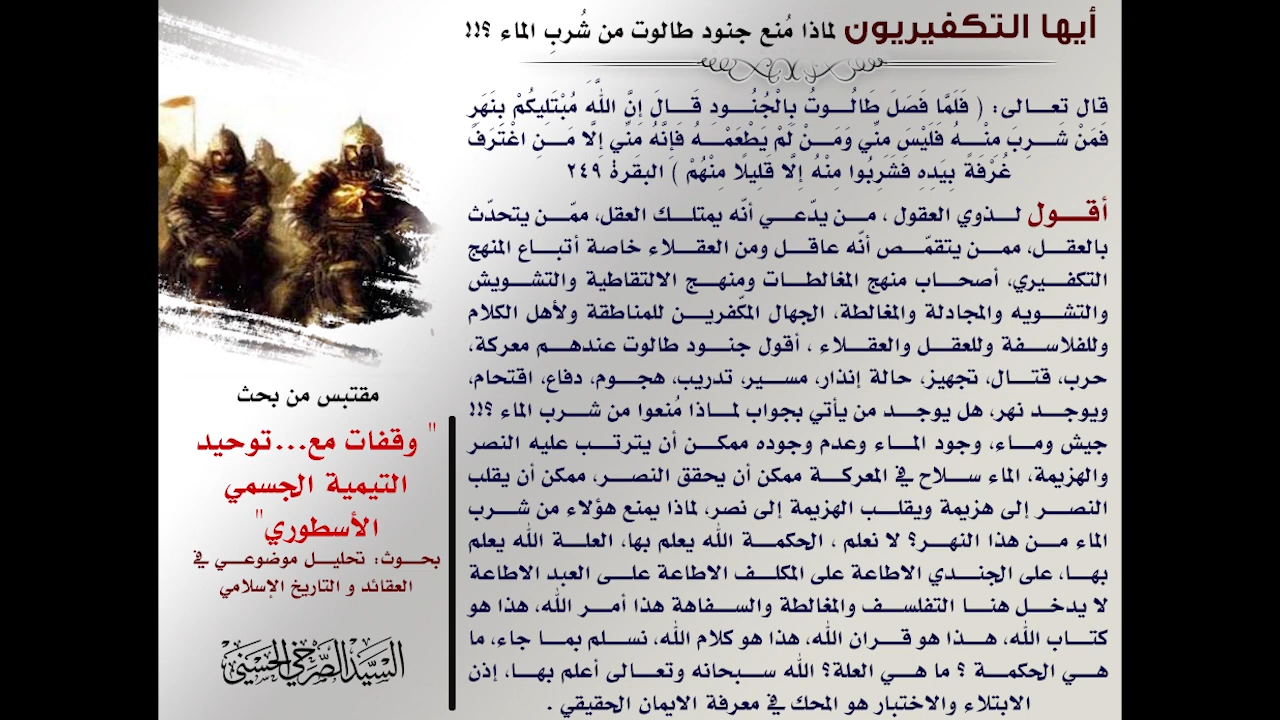 أيها التكفيريون لماذا مُنع جنود طالوت من شُربِ الماء ؟!!
قال تعالى: ( فَلَمَّا فَصَلَ طَالُوتُ بِالْجُنُودِ قَالَ إِنَّ اللَّهَ مُبْتَلِيكُمْ بِنَهَرٍ
فَمَنْ شَرِبَ مِنْهُ فَلَيْسَ مِنِّي وَمَنْ لَمْ يَطْعَمْهُ فَإِنَّهُ مِنِّي إِلَّا مَنِ اغْتَرَفَ
غُرْفَةً بِيَدِهِ فَشَرِبُوا مِنْهُ إِلَّا قَلِيلًا مِنْهُمْ ) البَقرة ٢٤٩
أقول لذوي العقول ، من يدّعي أنّه يمتلك العقل، ممّن يتحدّث
بالعقل، ممن يتقمّص أنّه عاقل ومن العقلاء خاصة أتباع المنهج
التكفيري، أصحاب منهج المغالطات ومنهج الالتقاطية والتشويش
والتشويه والمجادلة والمغالطة، الجهال المكّفرين للمناطقة ولأهل الكلام
وللفلاسفة وللعقل والعقلاء ، أقول جنود طالوت عندهم معركة،
حرب، قتال، تجهيز، حالة إنذار، مسير، تدريب، هجوم، دفاع، اقتحام،
ويوجد نهر، هل يوجد من يأتي بجواب لماذا مُنعوا من شرب الماء ؟!!
جيش وماء، وجود الماء وعدم وجوده ممكن أن يترتب عليه النصر
والهزيمة، الماء سلاح في المعركة ممكن أن يحقق النصر، ممكن أن يقلب
النصر إلى هزيمة ويقلب الهزيمة إلى نصر، لماذا يمنع هؤلاء من شرب
الماء من هذا النهر؟ لا نعلم ، الحكمة الله يعلم بها، العلة الله يعلم
بها، على الجندي الاطاعة على المكلف الاطاعة على العبد الاطاعة
لا يدخل هنا التفلسف والمغالطة والسفاهة هذا أمر الله، هذا هو
كتاب الله، هذا هو قران الله، هذا هو كلام الله، نسلم بما جاء، ما
هي الحكمة ؟ ما هي العلة؟ الله سبحانه وتعالى أعلم بها، إذن
الابتلاء والاختبار هو المحك في معرفة الايمان الحقيقي .
مقتبس من بحث
" وقفات مع...توحيد
التيمية الجسمي
الأسطوري"
بحوث: تحليل موضوعي في
العقائد و التاريخ الإسلامي
السيد الصرخي الحسني